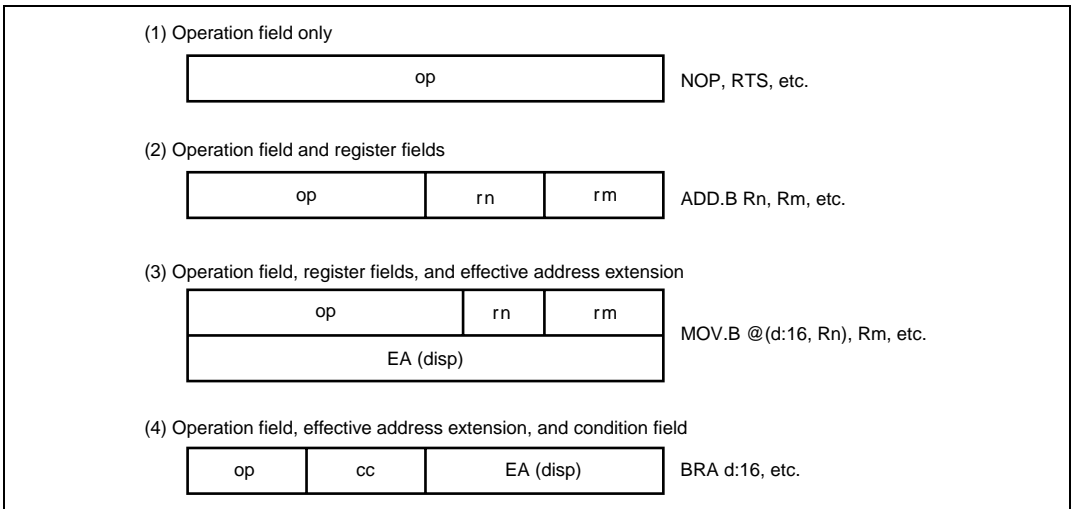 (1) Operation field only
op
NOP, RTS, etc.
(2) Operation field and register fields
op rn rm
ADD.B Rn, Rm, etc.
(3) Operation field, register fields, and effective address extension
op rn rm
MOV.B @(d:16, Rn), Rm, etc.
EA (disp)
(4) Operation field, effective address extension, and condition field
op cc EA (disp)
BRA d:16, etc.